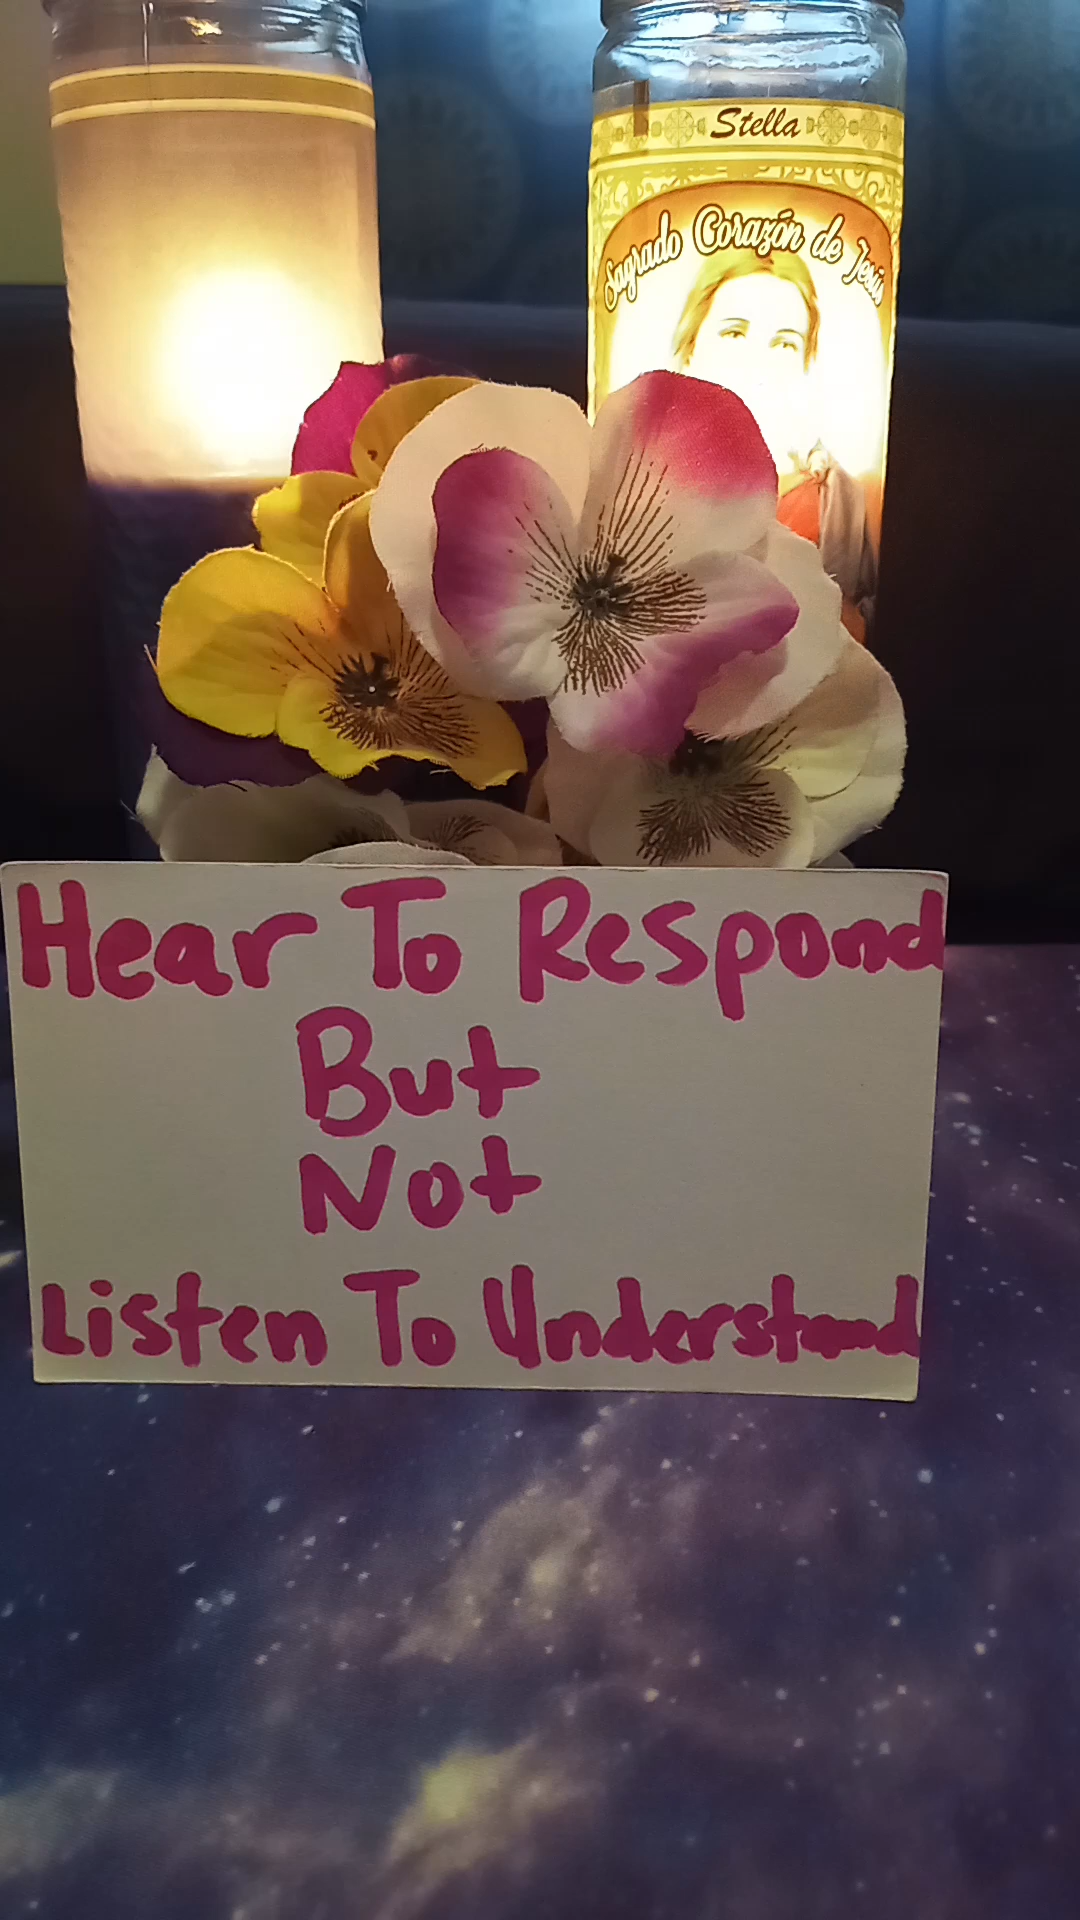 Stella
Sagrado Corazón de Jesús
Hear To Respond
But
Not
Listen To Understand